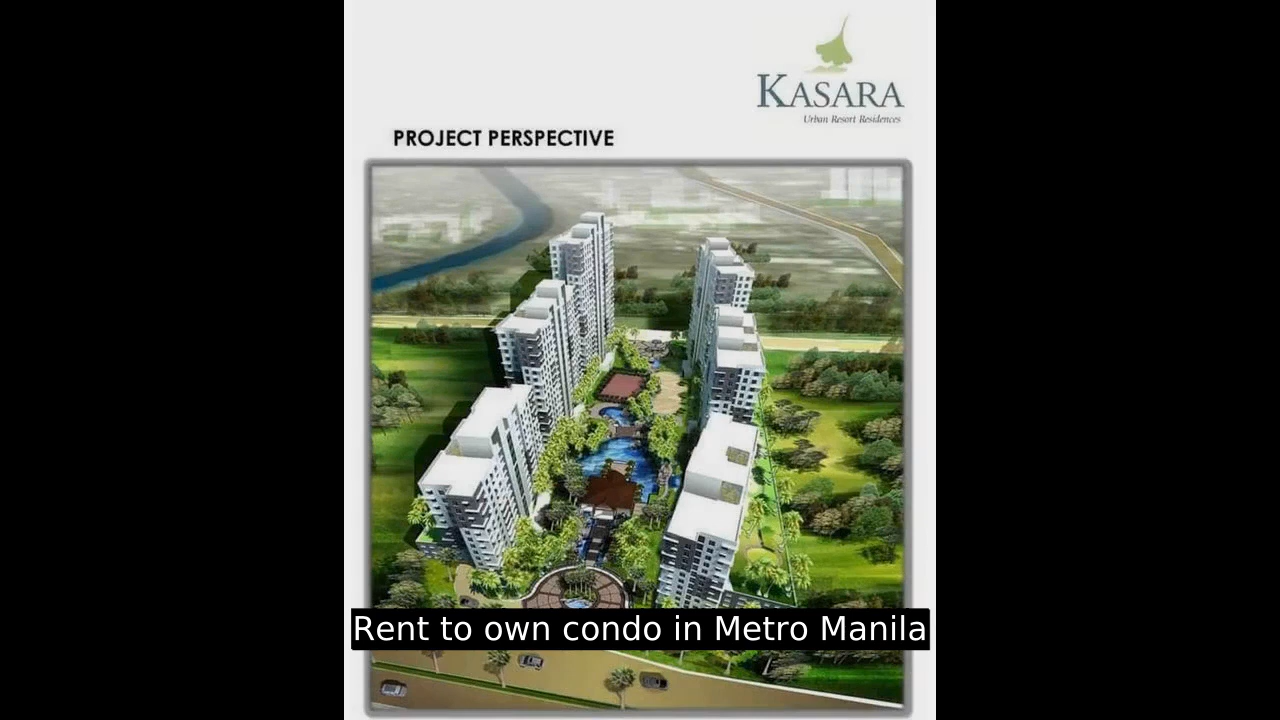 KASARA
Urban Resort Residences
PROJECT PERSPECTIVE
Rent to own condo in Metro Manila